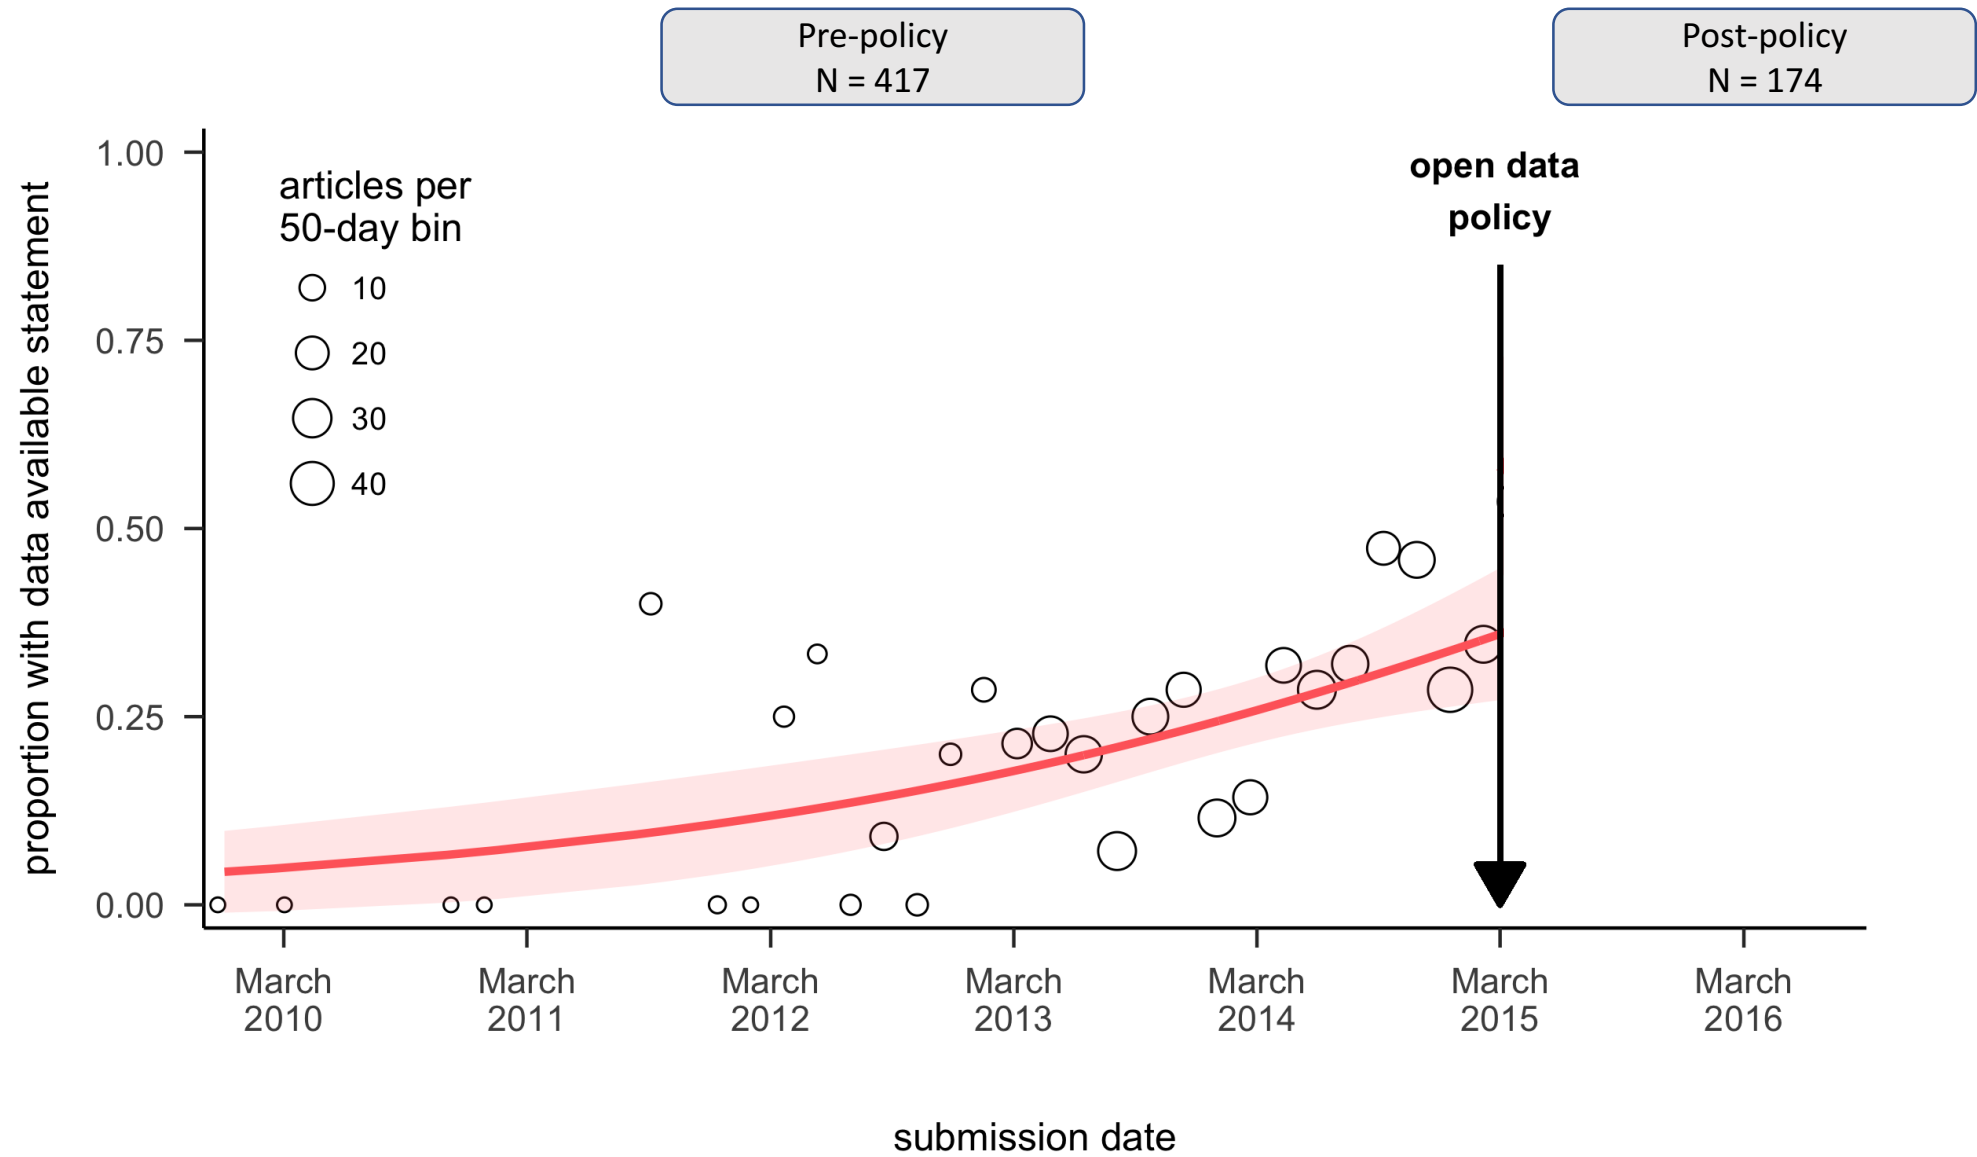 Pre-policy
N = 417
Post-policy
N = 174
open data
policy
articles per
50-day bin
10
20
30
40
proportion with data available statement
1.00
0.75
0.50
0.25
0.00
March
2010
March
2011
March
2012
March
2013
March
2014
March
2015
March
2016
submission date